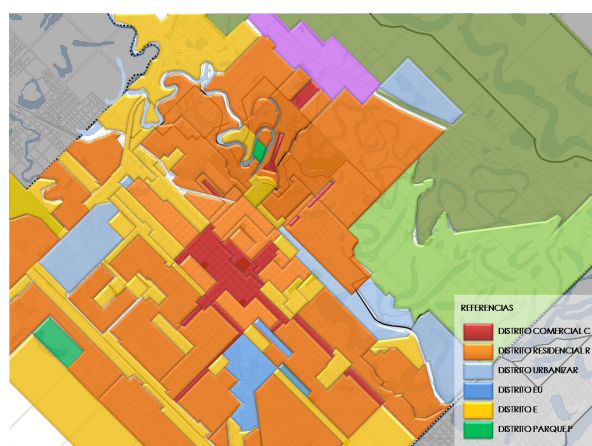 REFERENCIAS
DISTRITO COMERCIAL C
DISTRITO RESIDENCIAL R
DISTRITO URBANIZAR
DISTRITO EU
DISTRITO E
DISTRITO PARQUE P